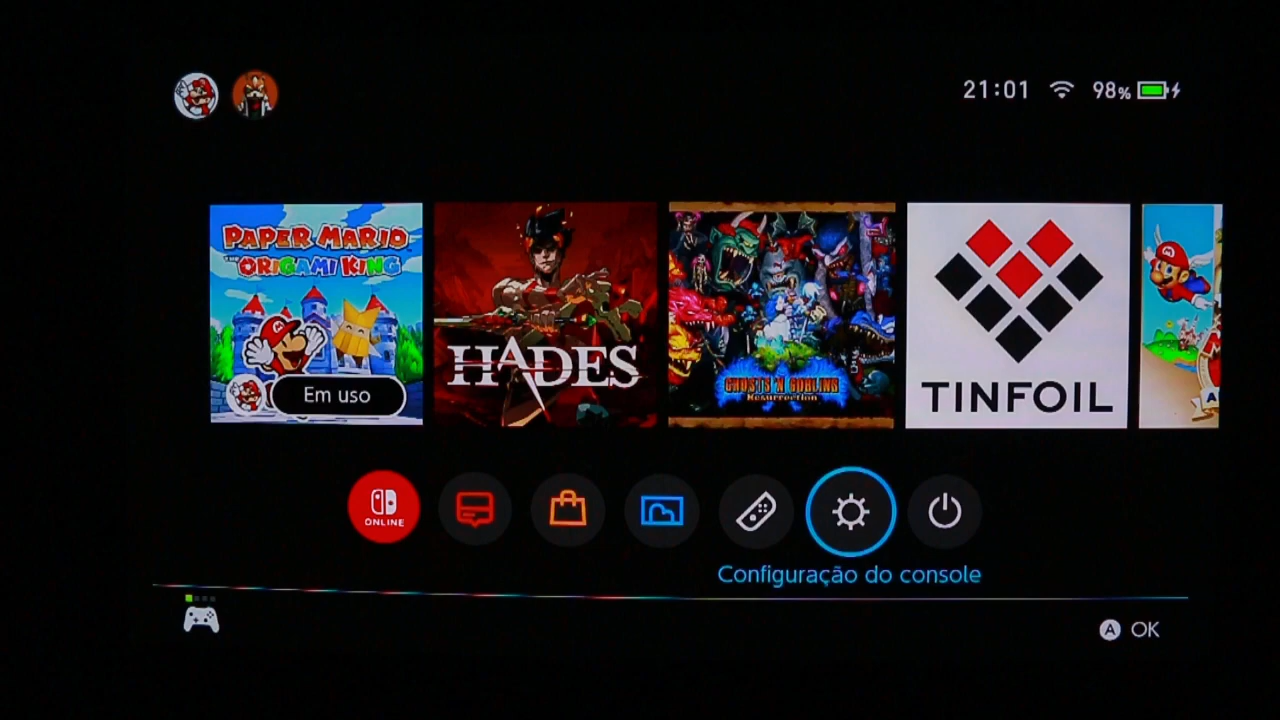 21:01 98%
PAPER MARIO
THE ORIGAMI KING
Em uso
HADES
GHOSTS 'N GOBLINS
Resurrection
TINFOIL
A
ONLINE
Configuração do console
A OK